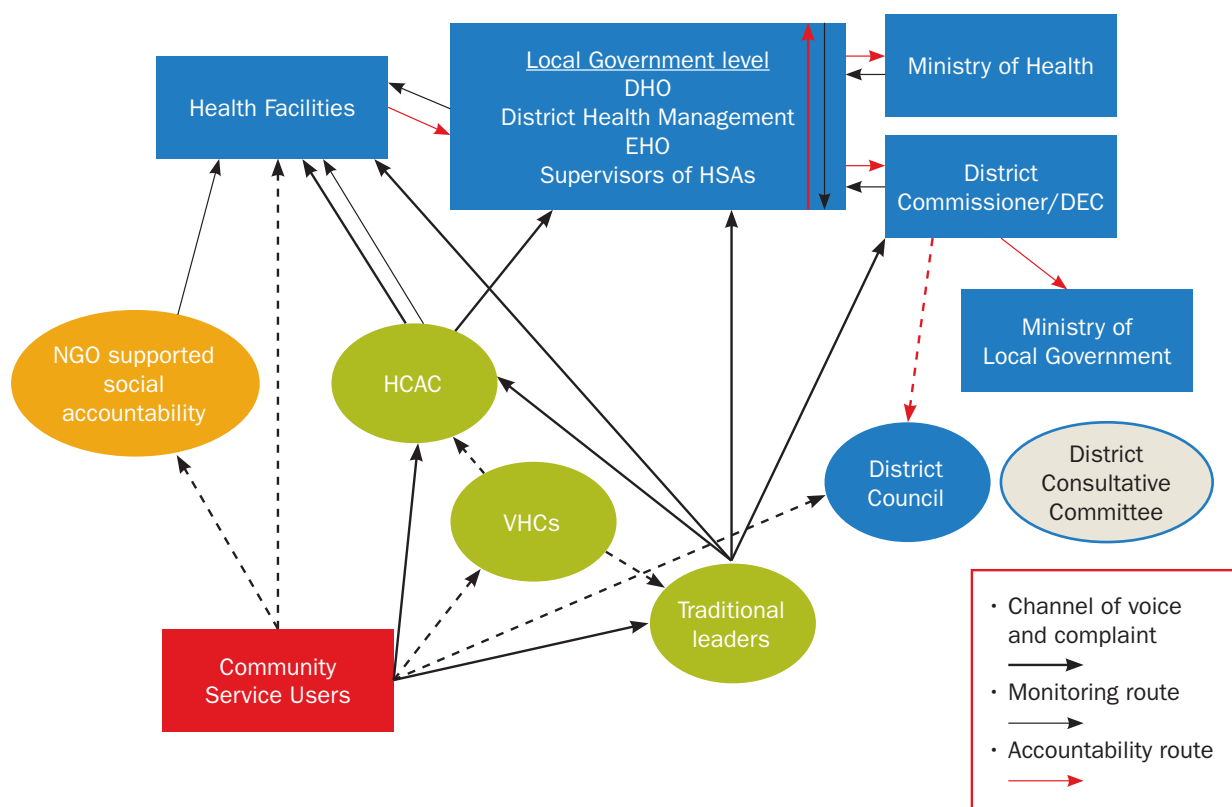 Local Government level
DHO
District Health Management
EHO
Supervisors of HSAs
Ministry of Health
Health Facilities
District
Commissioner/DEC
Ministry of
Local Government
NGO supported
social
accountability
HCAC
District
Council
District
Consultative
Committee
VHCs
Traditional
leaders
Community
Service Users
· Channel of voice
and complaint
· Monitoring route
· Accountability route